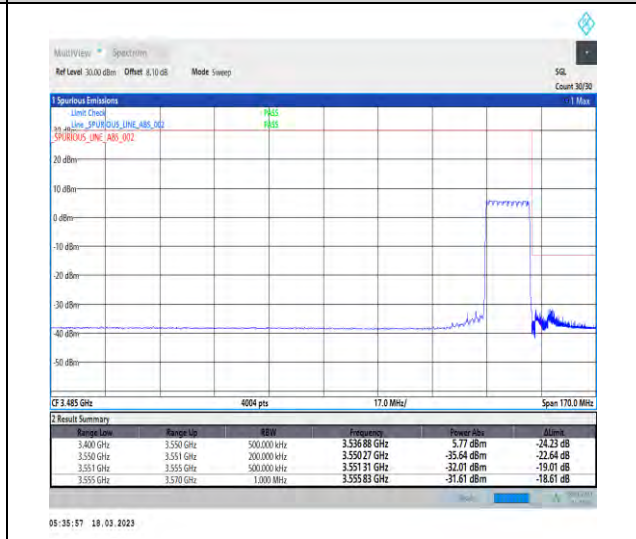 MultiView Spectrum
Ref Level 30.00 dBm Offset 8.10 dB Mode Sweep SGL
Count 30/30
1 Spurious Emissions 1 Max
Limit Check PASS
Line _SPURIOUS_LINE_ABS_002 PASS
_SPURIOUS_LINE_ABS_002
20 dBm
10 dBm
0 dBm
-10 dBm
-20 dBm
-30 dBm
-40 dBm
-50 dBm
CF 3.485 GHz 4004 pts 17.0 MHz/ Span 170.0 MHz
2 Result Summary
Range Low Range Up RBW Frequency Power Abs ΔLimit
3.400 GHz 3.550 GHz 500.000 kHz 3.536 88 GHz 5.77 dBm -24.23 dB
3.550 GHz 3.551 GHz 200.000 kHz 3.550 27 GHz -35.64 dBm -22.64 dB
3.551 GHz 3.555 GHz 500.000 kHz 3.551 31 GHz -32.01 dBm -19.01 dB
3.555 GHz 3.570 GHz 1.000 MHz 3.555 83 GHz -31.61 dBm -18.61 dB
05:35:57 18.03.2023